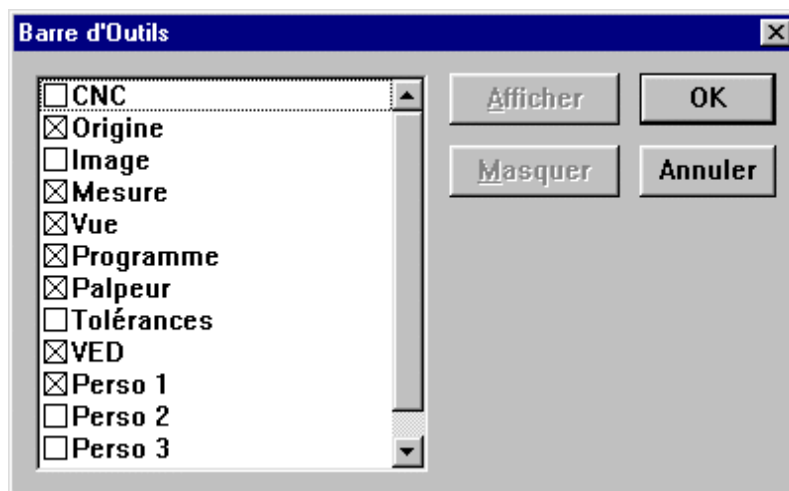 Barre d'Outils
CNC
Origine
Image
Mesure
Vue
Programme
Palpeur
Tolérances
VED
Perso 1
Perso 2
Perso 3
Afficher
OK
Masquer
Annuler